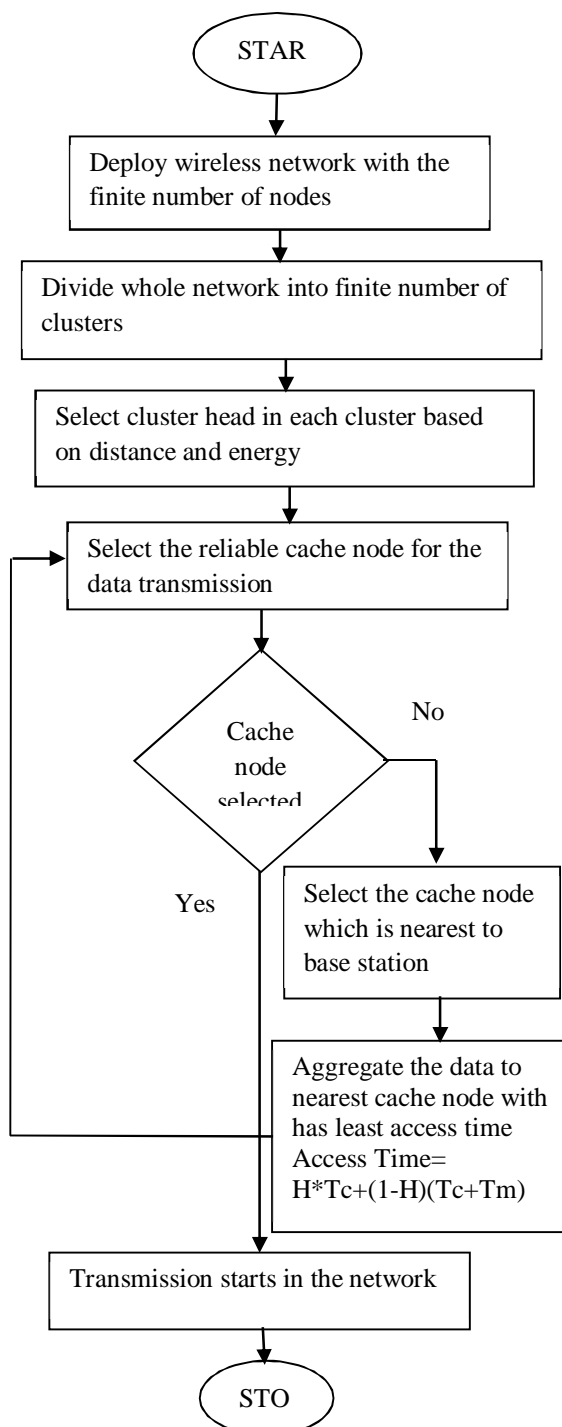 STAR
Deploy wireless network with the
finite number of nodes
Divide whole network into finite number of
clusters
Select cluster head in each cluster based
on distance and energy
Select the reliable cache node for the
data transmission
No
Cache
node
selected
Yes
Select the cache node
which is nearest to
base station
Aggregate the data to
nearest cache node with
has least access time
Access Time=
H*Tc+(1-H)(Tc+Tm)
Transmission starts in the network
STO